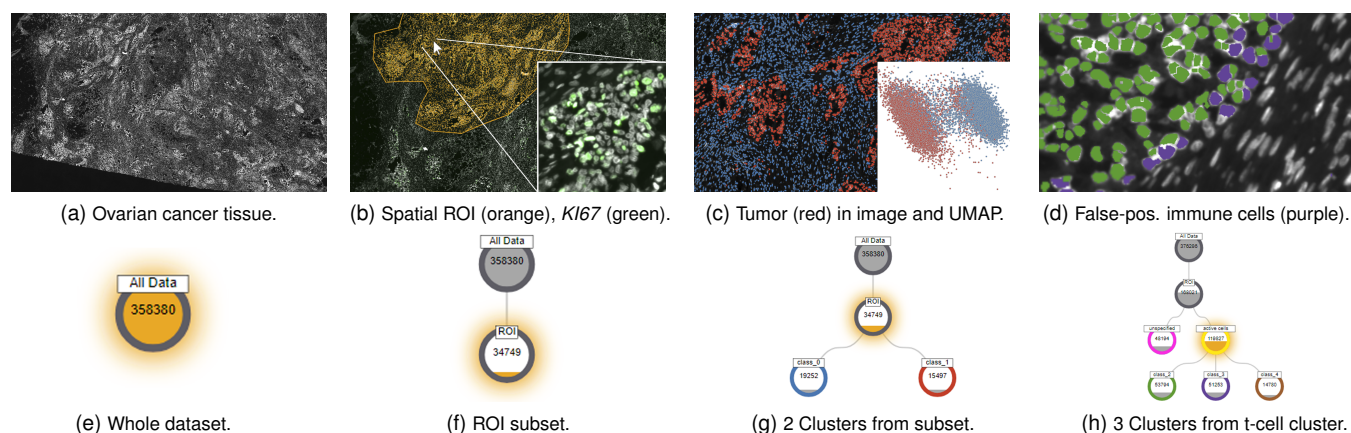 (a) Ovarian cancer tissue.
(b) Spatial ROI (orange), KI67 (green).
(c) Tumor (red) in image and UMAP.
(d) False-pos. immune cells (purple).
All Data
358380
(e) Whole dataset.
All Data
358380
ROI
34749
(f) ROI subset.
All Data
358380
ROI
34749
class_0
19252
class_1
15497
(g) 2 Clusters from subset.
All Data
ROI
unspecified
48194
active cells
119827
class_2
53794
class_3
51253
class_4
14780
(h) 3 Clusters from t-cell cluster.